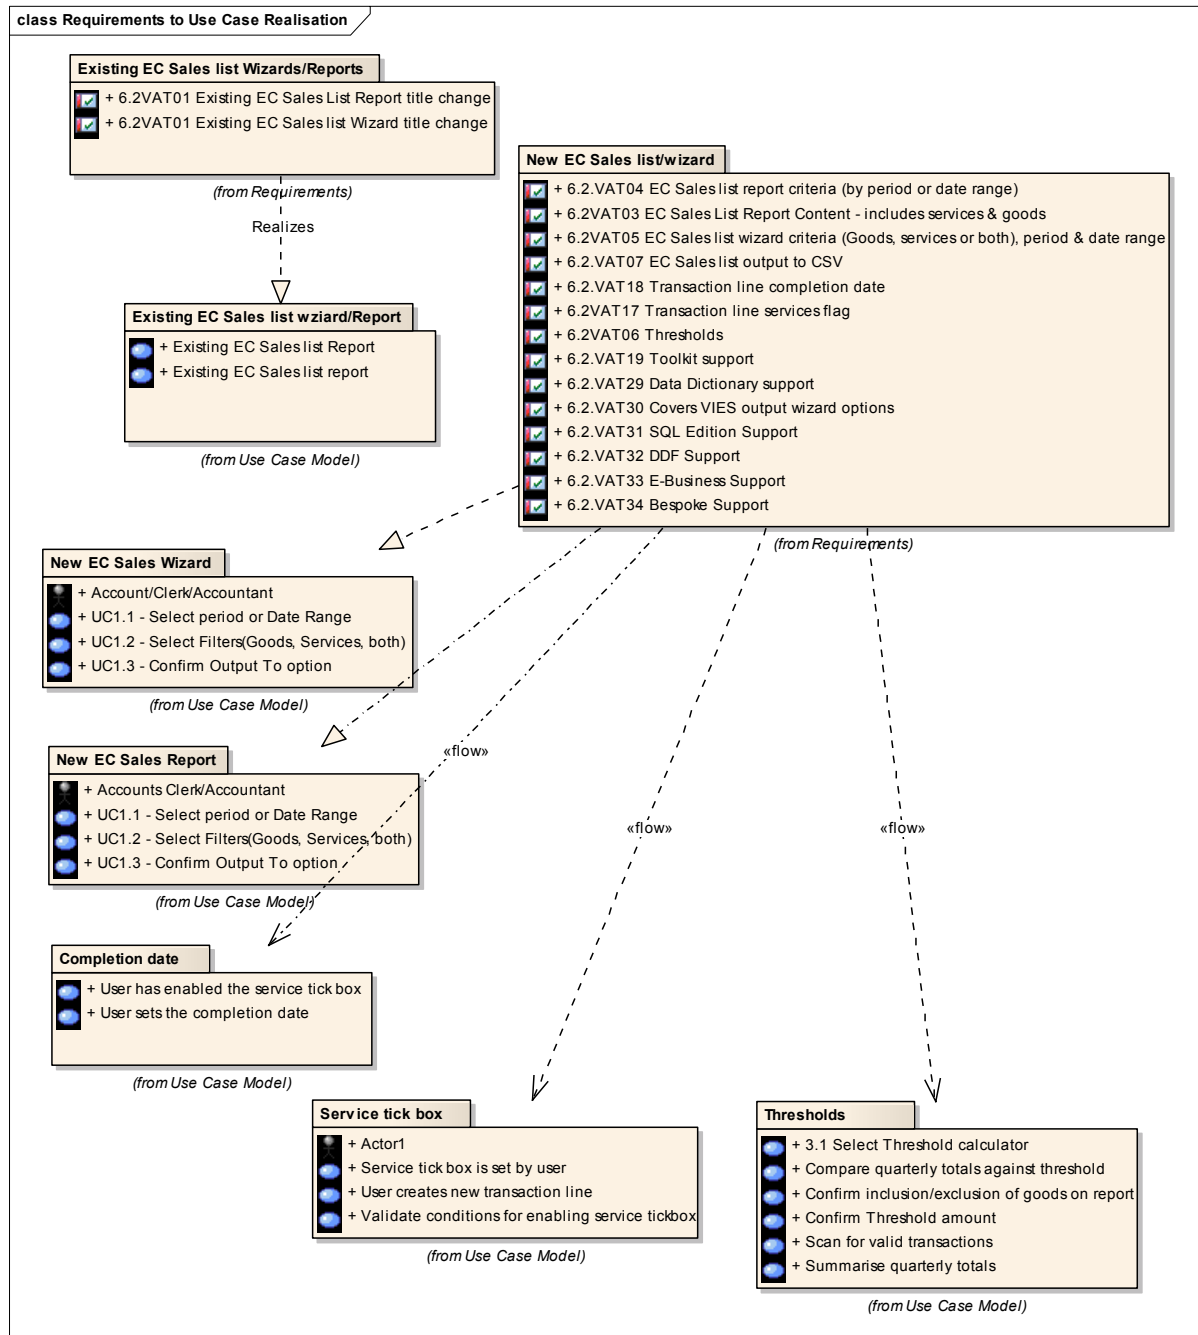 class Requirements to Use Case Realisation
Existing EC Sales list Wizards/Reports
+ 6.2VAT01 Existing EC Sales List Report title change
+ 6.2VAT01 Existing EC Sales list Wizard title change
(from Requirements)
Realizes
Existing EC Sales list wziard/Report
+ Existing EC Sales list Report
+ Existing EC Sales list report
(from Use Case Model)
New EC Sales list/wizard
+ 6.2.VAT04 EC Sales list report criteria (by period or date range)
+ 6.2VAT03 EC Sales List Report Content - includes services & goods
+ 6.2VAT05 EC Sales list wizard criteria (Goods, services or both), period & date range
+ 6.2.VAT07 EC Sales list output to CSV
+ 6.2.VAT18 Transaction line completion date
+ 6.2VAT17 Transaction line services flag
+ 6.2VAT06 Thresholds
+ 6.2.VAT19 Toolkit support
+ 6.2.VAT29 Data Dictionary support
+ 6.2.VAT30 Covers VIES output wizard options
+ 6.2.VAT31 SQL Edition Support
+ 6.2.VAT32 DDF Support
+ 6.2.VAT33 E-Business Support
+ 6.2.VAT34 Bespoke Support
(from Requirements)
New EC Sales Wizard
+ Account/Clerk/Accountant
+ UC1.1 - Select period or Date Range
+ UC1.2 - Select Filters(Goods, Services, both)
+ UC1.3 - Confirm Output To option
(from Use Case Model)
New EC Sales Report
+ Accounts Clerk/Accountant
+ UC1.1 - Select period or Date Range
+ UC1.2 - Select Filters(Goods, Services, both)
+ UC1.3 - Confirm Output To option
(from Use Case Model)
«flow»
«flow»
«flow»
Completion date
+ User has enabled the service tick box
+ User sets the completion date
(from Use Case Model)
Service tick box
+ Actor1
+ Service tick box is set by user
+ User creates new transaction line
+ Validate conditions for enabling service tickbox
(from Use Case Model)
Thresholds
+ 3.1 Select Threshold calculator
+ Compare quarterly totals against threshold
+ Confirm inclusion/exclusion of goods on report
+ Confirm Threshold amount
+ Scan for valid transactions
+ Summarise quarterly totals
(from Use Case Model)